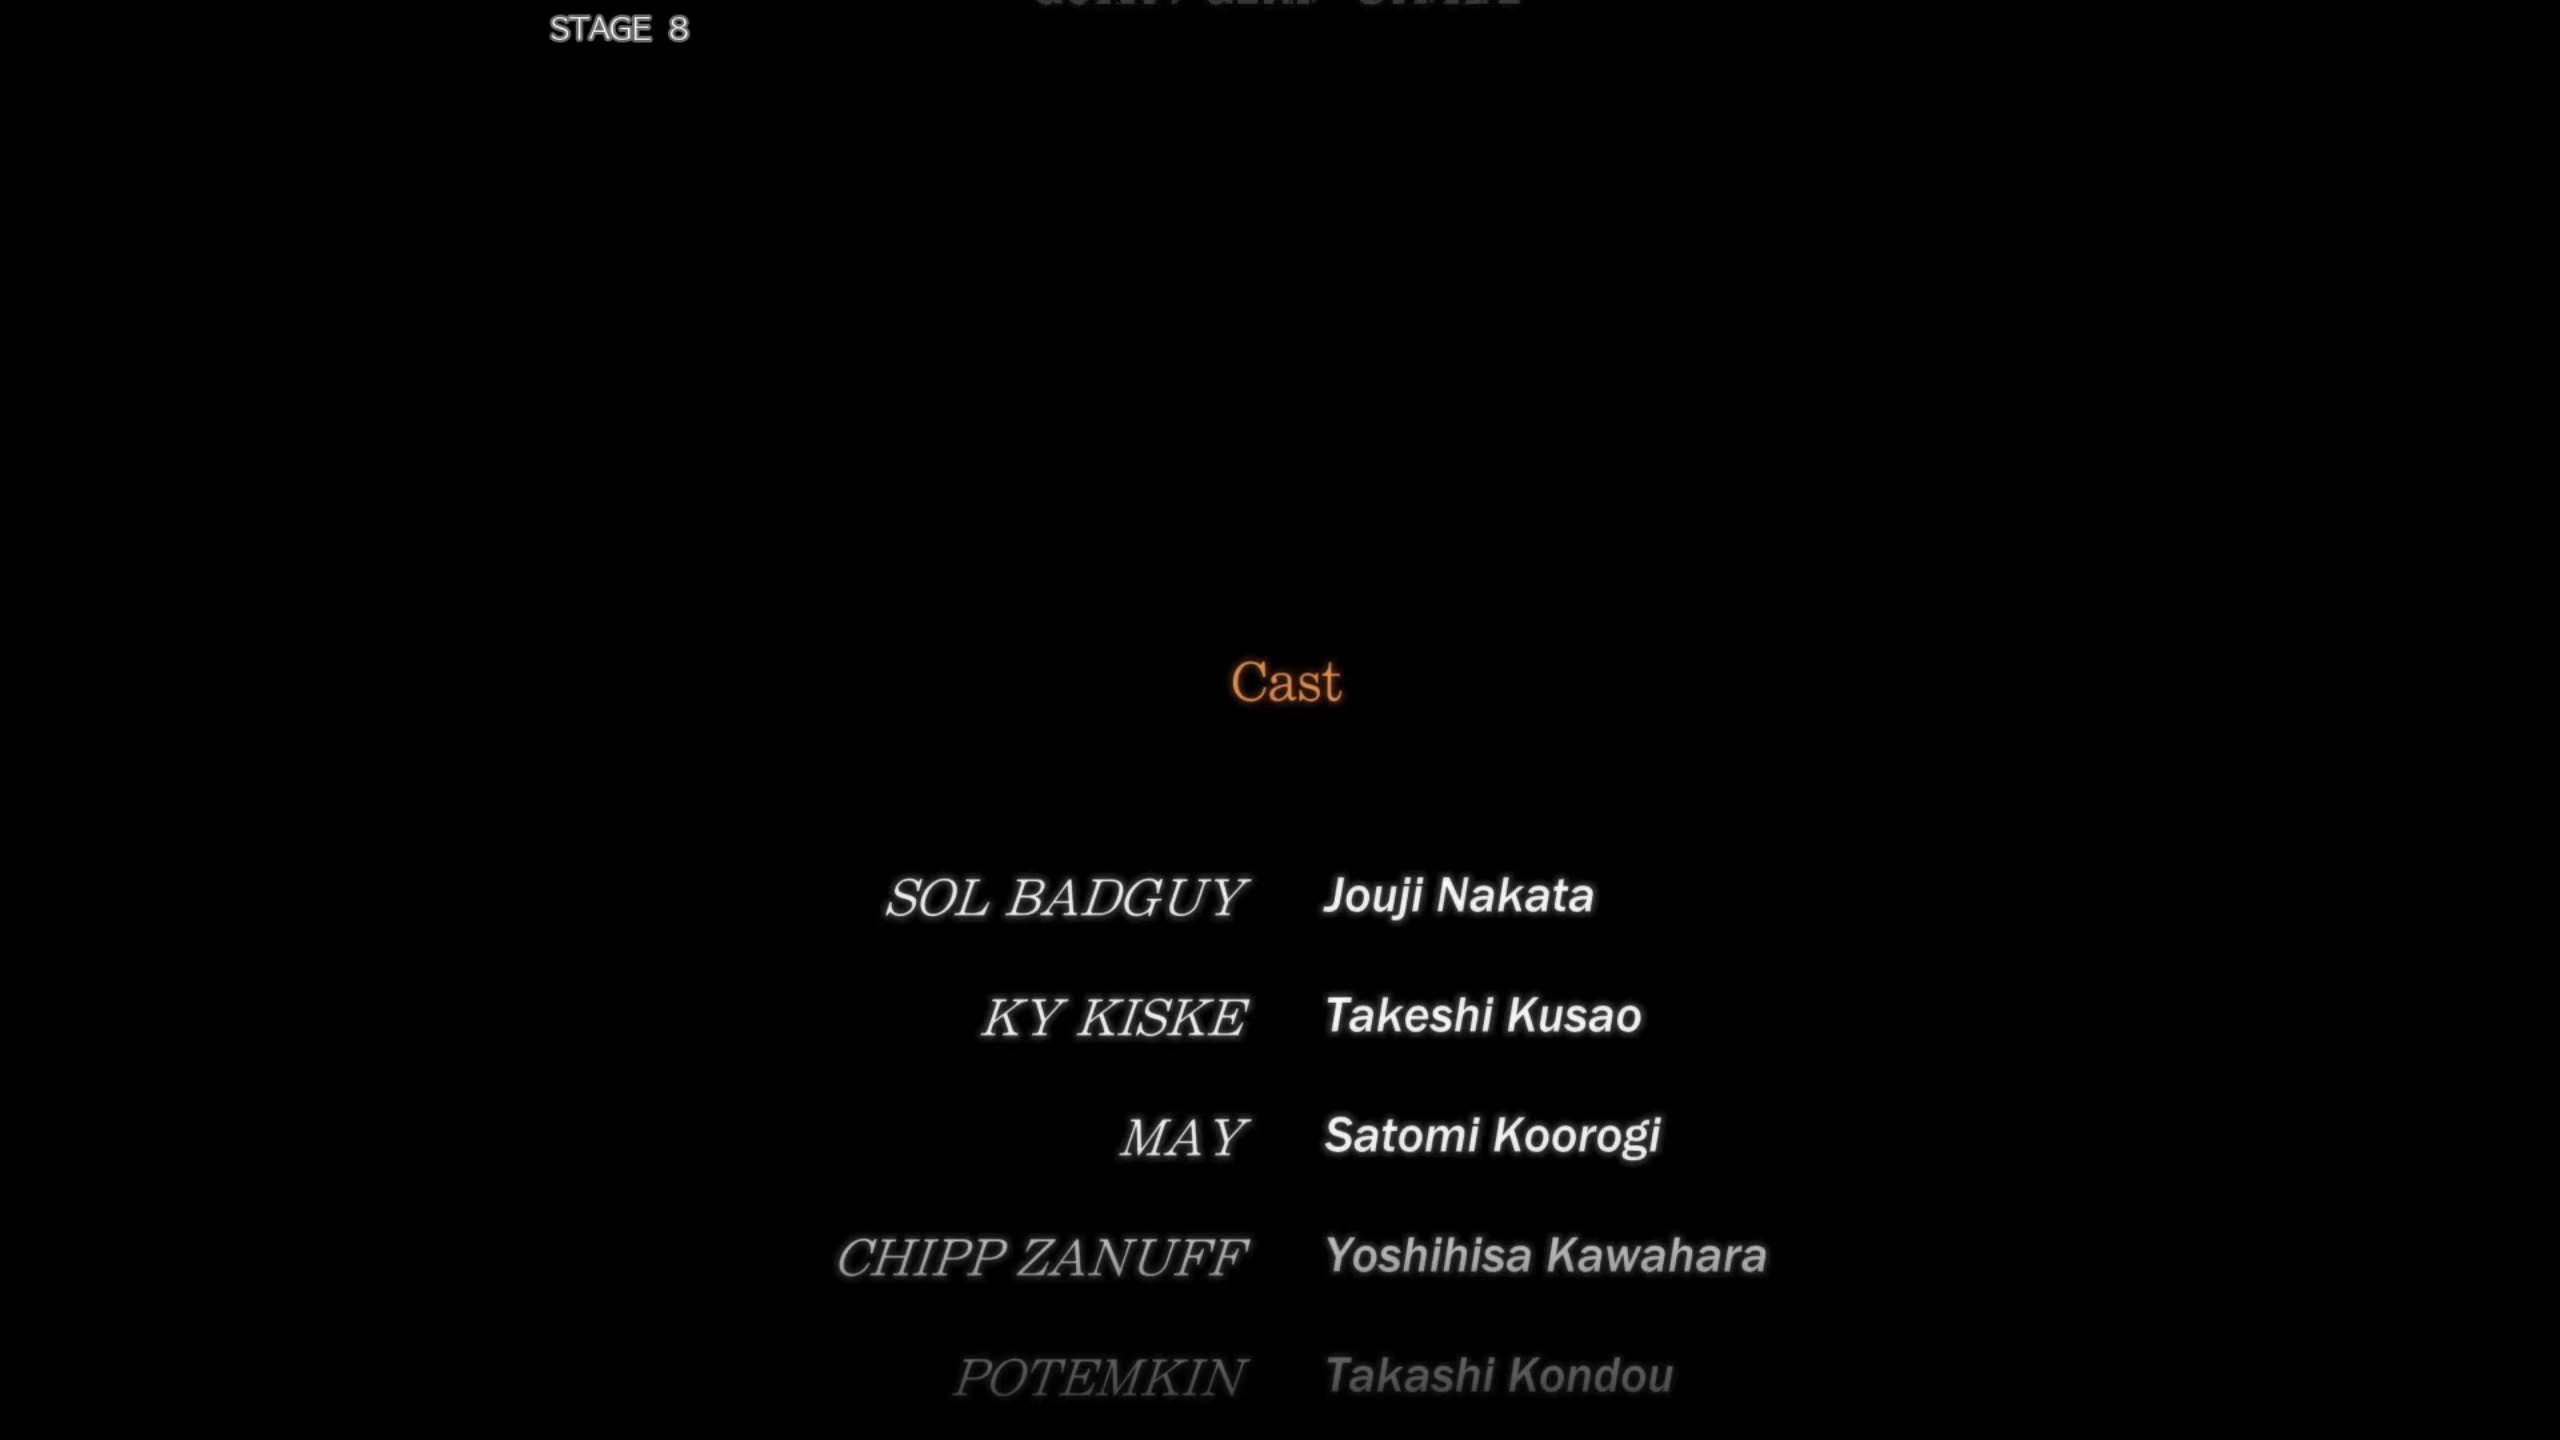 STAGE 8
Cast
SOL BADGUY Jouji Nakata
KY KISKE Takeshi Kusao
MAY Satomi Koorogi
CHIPP ZANUFF Yoshihisa Kawahara
POTEMKIN Takashi Kondou